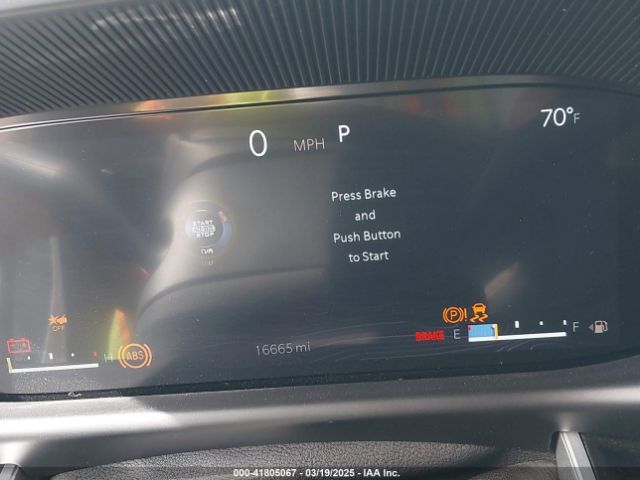 0 MPH P 70°F
Press Brake
and
Push Button
to Start
START
ENGINE
STOP
RUN
OFF
BRAKE E F
H ABS
16665 mi
000-41805067 - 03/19/2025 - IAA Inc.